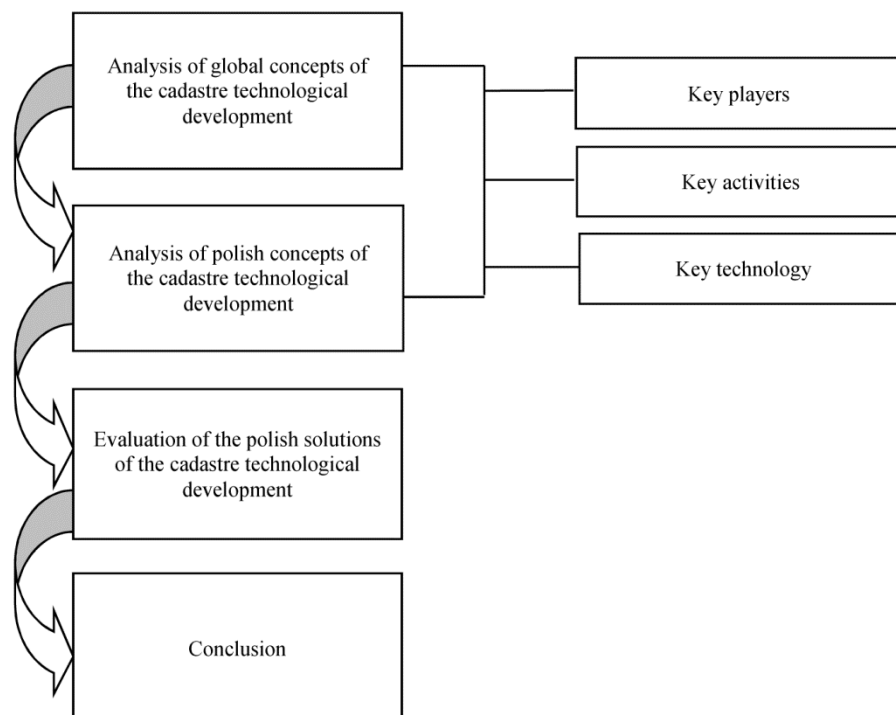 Analysis of global concepts of
the cadastre technological
development
Key players
Key activities
Key technology
Analysis of polish concepts of
the cadastre technological
development
Evaluation of the polish solutions
of the cadastre technological
development
Conclusion